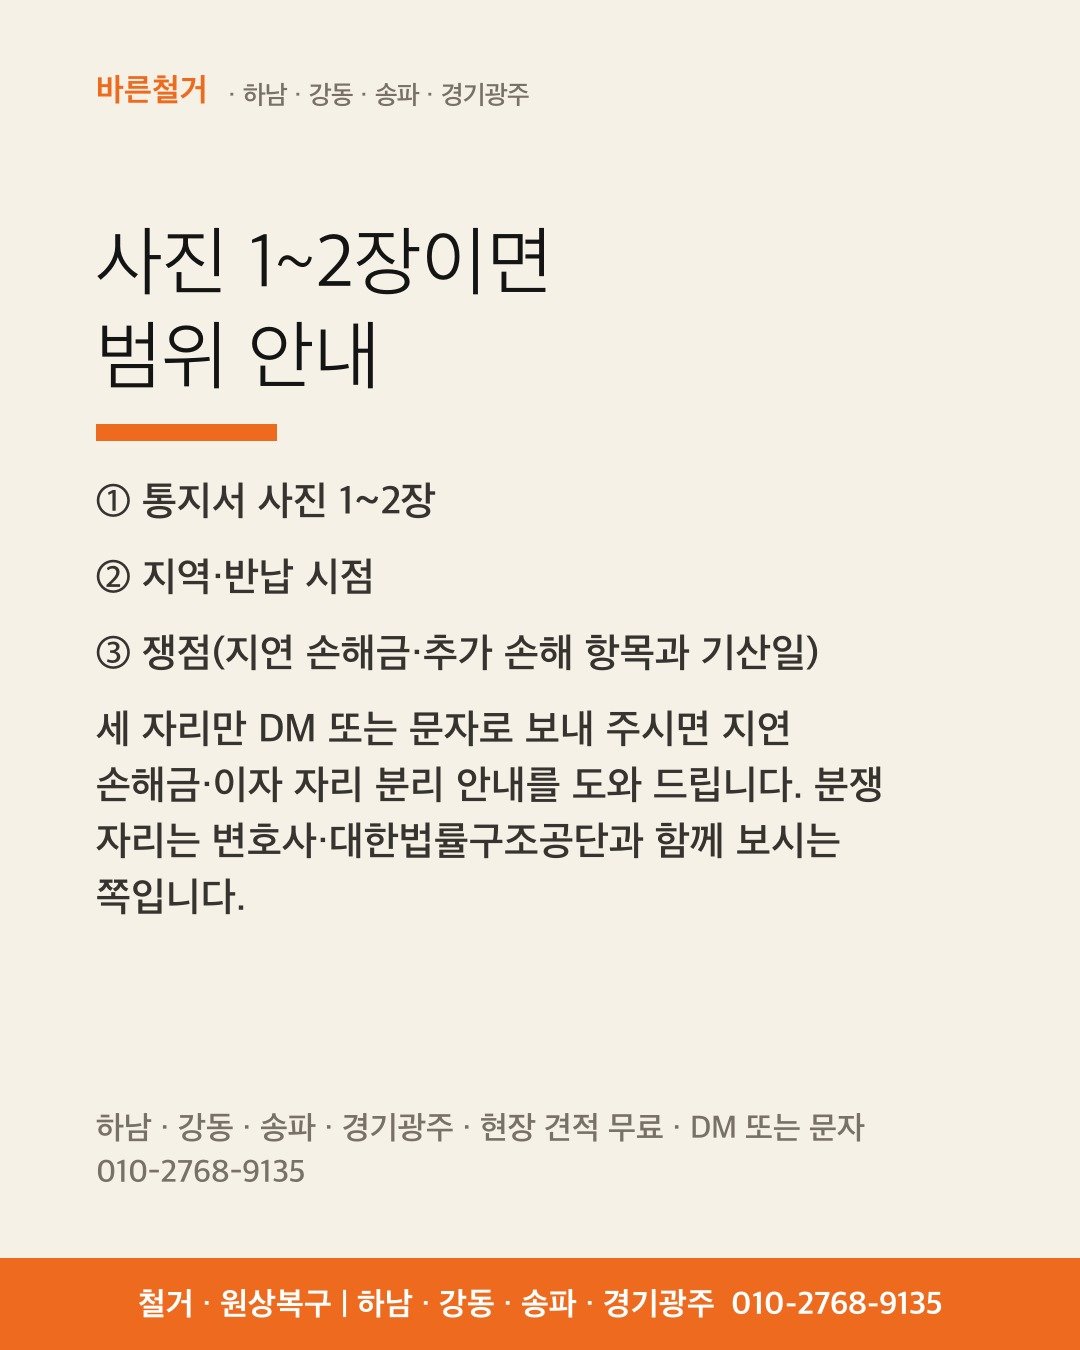 바른철거 · 하남 · 강동 · 송파 · 경기광주
사진 1~2장이면
범위 안내
① 통지서 사진 1~2장
② 지역·반납 시점
③ 쟁점(지연 손해금·추가 손해 항목과 기산일)
세 자리만 DM 또는 문자로 보내 주시면 지연
손해금·이자 자리 분리 안내를 도와 드립니다. 분쟁
자리는 변호사·대한법률구조공단과 함께 보시는
쪽입니다.
하남 · 강동 · 송파 · 경기광주 · 현장 견적 무료 · DM 또는 문자
010-2768-9135
철거 · 원상복구 | 하남 · 강동 · 송파 · 경기광주 010-2768-9135